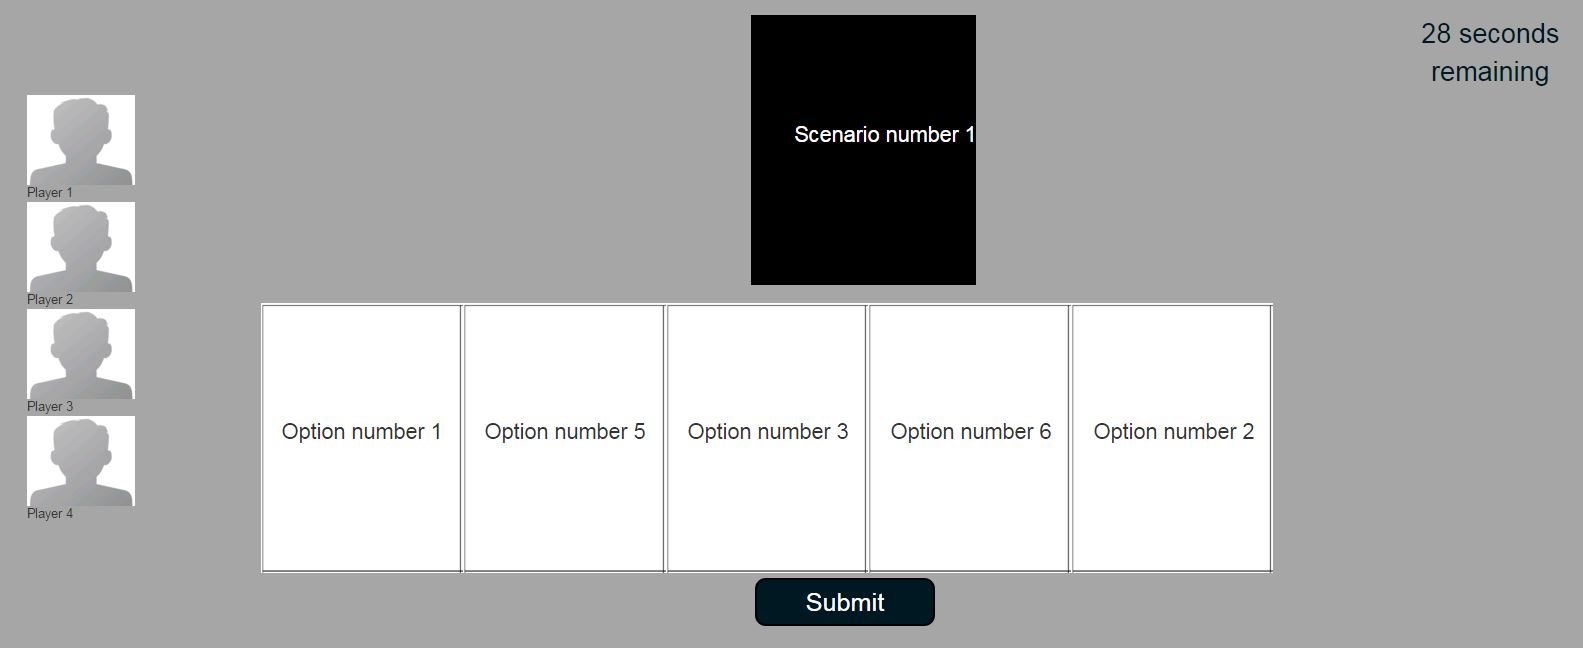 28 seconds
remaining
Scenario number 1
Player 1
Player 2
Player 3
Player 4
Option number 1
Option number 5
Option number 3
Option number 6
Option number 2
Submit